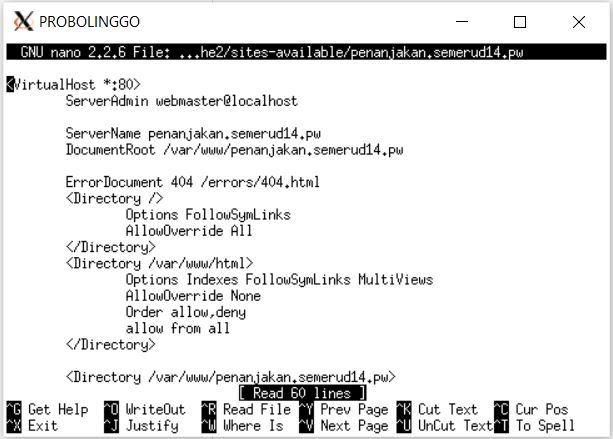 PROBOLINGGO
GNU nano 2.2.6 File: ...he2/sites-available/penanjakan.semerud14.pw
<VirtualHost *:80>
ServerAdmin webmaster@localhost
ServerName penanjakan.semerud14.pw
DocumentRoot /var/www/penanjakan.semerud14.pw
ErrorDocument 404 /errors/404.html
<Directory />
Options FollowSymLinks
AllowOverride All
</Directory>
<Directory /var/www/html>
Options Indexes FollowSymLinks MultiViews
AllowOverride None
Order allow,deny
allow from all
</Directory>
<Directory /var/www/penanjakan.semerud14.pw>
[ Read 60 lines ]
^G Get Help ^O WriteOut ^R Read File ^Y Prev Page ^K Cut Text ^C Cur Pos
^X Exit ^J Justify ^W Where Is ^V Next Page ^U UnCut Text ^T To Spell